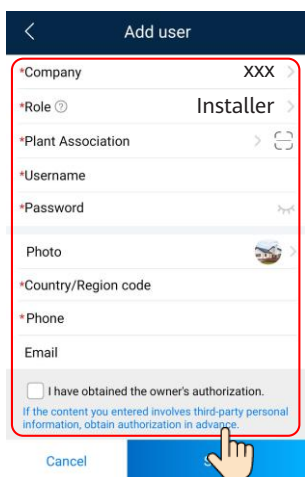 Add user
*Company XXX
*Role Installer
*Plant Association
*Username
*Password
Photo
*Country/Region code
*Phone
Email
I have obtained the owner's authorization.
If the content you entered involves third-party personal
information, obtain authorization in advance.
Cancel